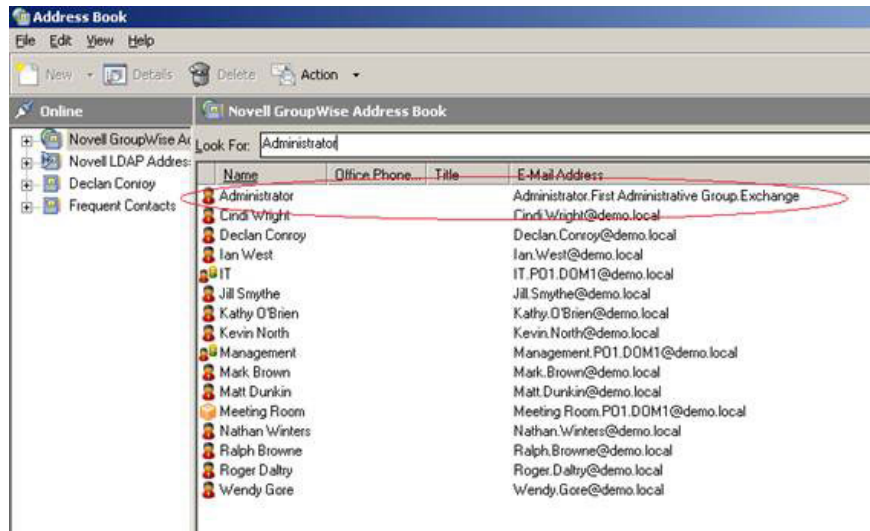 Address Book
File Edit View Help
New Details Delete Action
Online
Novell GroupWise Address Book
Novell GroupWise Ac
Novell LDAP Addres
Declan Conroy
Frequent Contacts
Look For: Administrator
Name Office Phone... Title E-Mail Address
Administrator Administrator.First Administrative Group.Exchange
Cindi Wright Cindi.Wright@demo.local
Declan Conroy Declan.Conroy@demo.local
Ian West Ian.West@demo.local
IT IT.PO1.DOM1@demo.local
Jill Smythe Jill.Smythe@demo.local
Kathy O'Brien Kathy.O'Brien@demo.local
Kevin North Kevin.North@demo.local
Management Management.PO1.DOM1@demo.local
Mark Brown Mark.Brown@demo.local
Matt Dunkin Matt.Dunkin@demo.local
Meeting Room Meeting Room.PO1.DOM1@demo.local
Nathan Winters Nathan.Winters@demo.local
Ralph Browne Ralph.Browne@demo.local
Roger Daltry Roger.Daltry@demo.local
Wendy Gore Wendy.Gore@demo.local